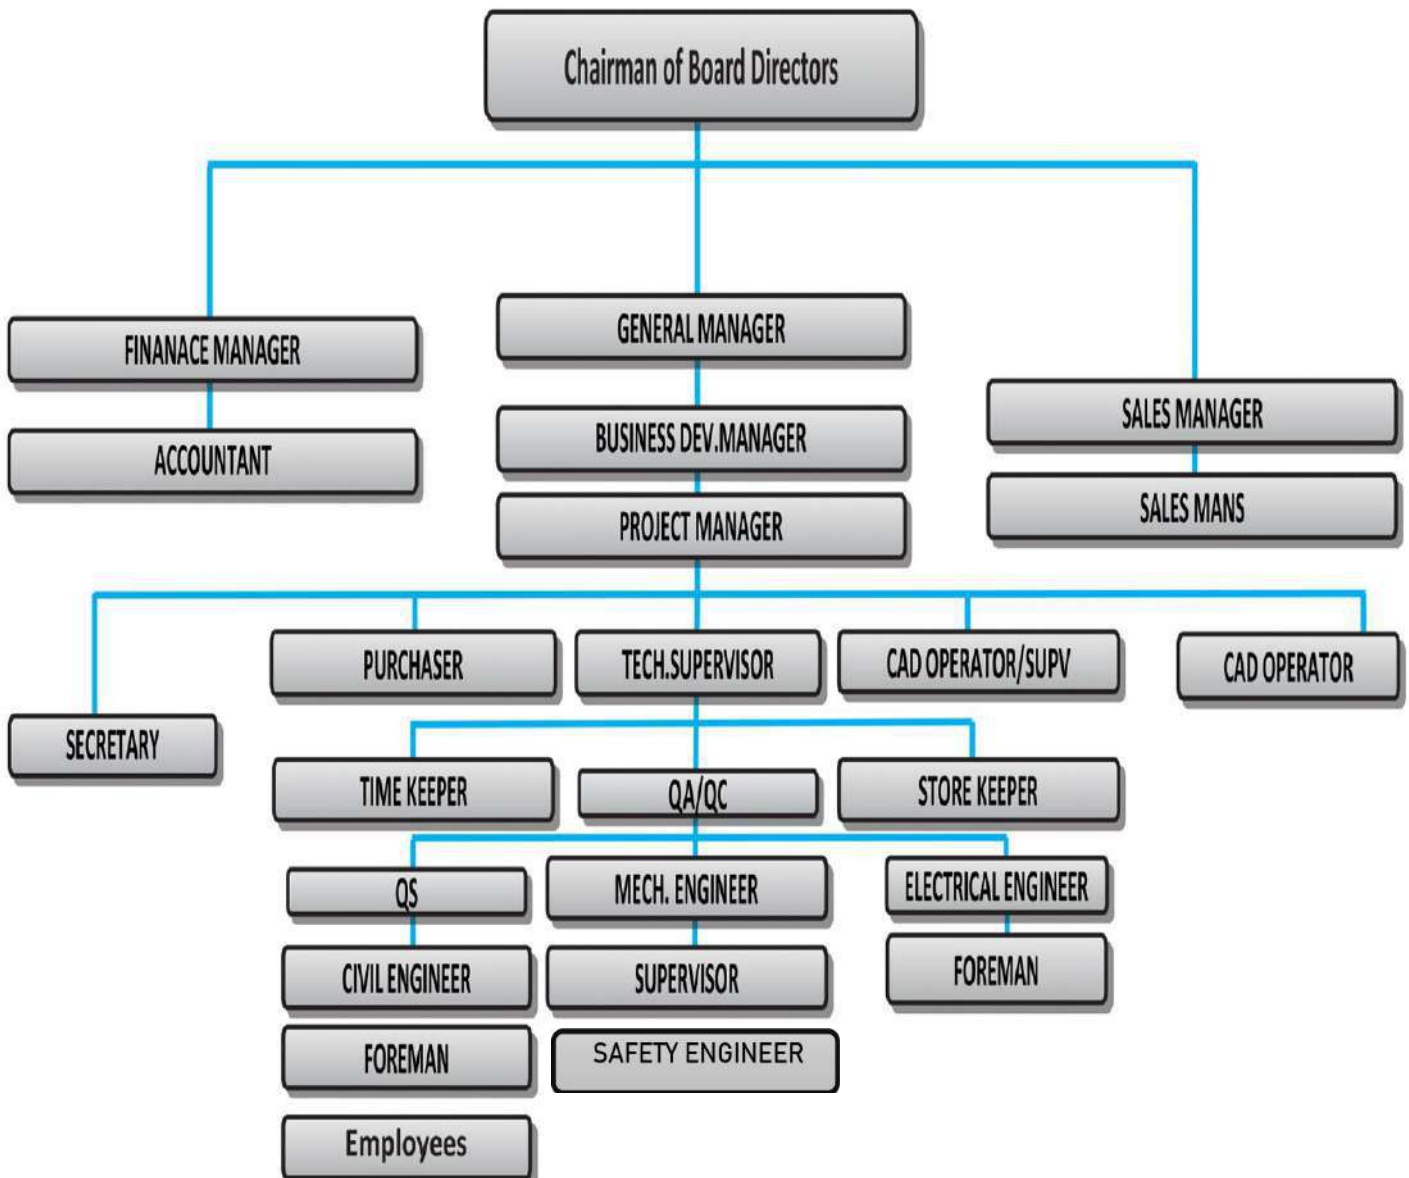 Chairman of Board Directors
GENERAL MANAGER
FINANACE MANAGER
SALES MANAGER
BUSINESS DEV.MANAGER
ACCOUNTANT
SALES MANS
PROJECT MANAGER
PURCHASER
TECH.SUPERVISOR
CAD OPERATOR/SUPV
CAD OPERATOR
SECRETARY
TIME KEEPER
QA/QC
STORE KEEPER
QS
MECH. ENGINEER
ELECTRICAL ENGINEER
CIVIL ENGINEER
SUPERVISOR
FOREMAN
FOREMAN
SAFETY ENGINEER
Employees